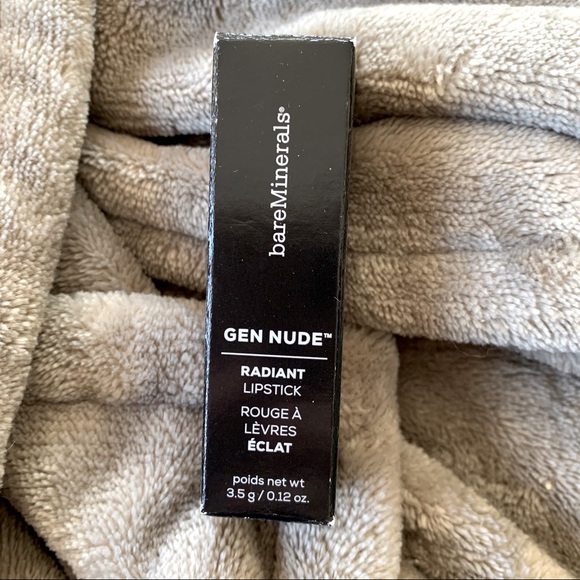 bareMinerals®
GEN NUDE™
RADIANT
LIPSTICK
ROUGE À
LÈVRES
ÉCLAT
poids net wt
3.5 g / 0.12 oz.